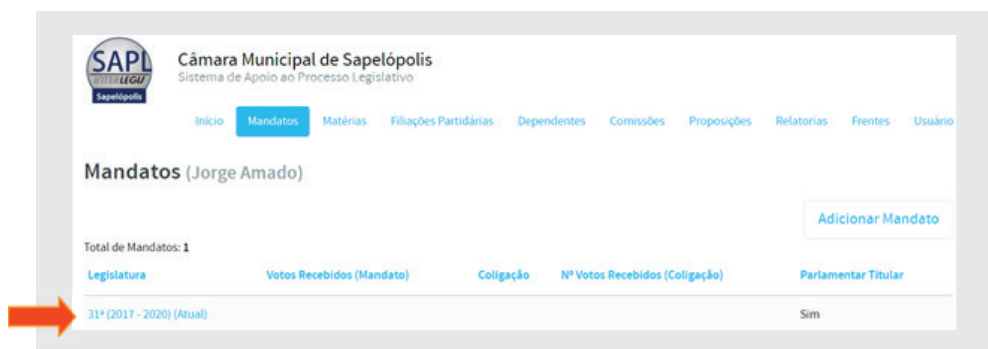 SAPL
INTERLEGIS
Sapelópolis
Câmara Municipal de Sapelópolis
Sistema de Apoio ao Processo Legislativo
Início Mandatos Matérias Filiações Partidárias Dependentes Comissões Proposições Relatorias Frentes Usuário
Mandatos (Jorge Amado)
Adicionar Mandato
Total de Mandatos: 1
Legislatura Votos Recebidos (Mandato) Coligação Nº Votos Recebidos (Coligação) Parlamentar Titular
31ª (2017 - 2020) (Atual) Sim